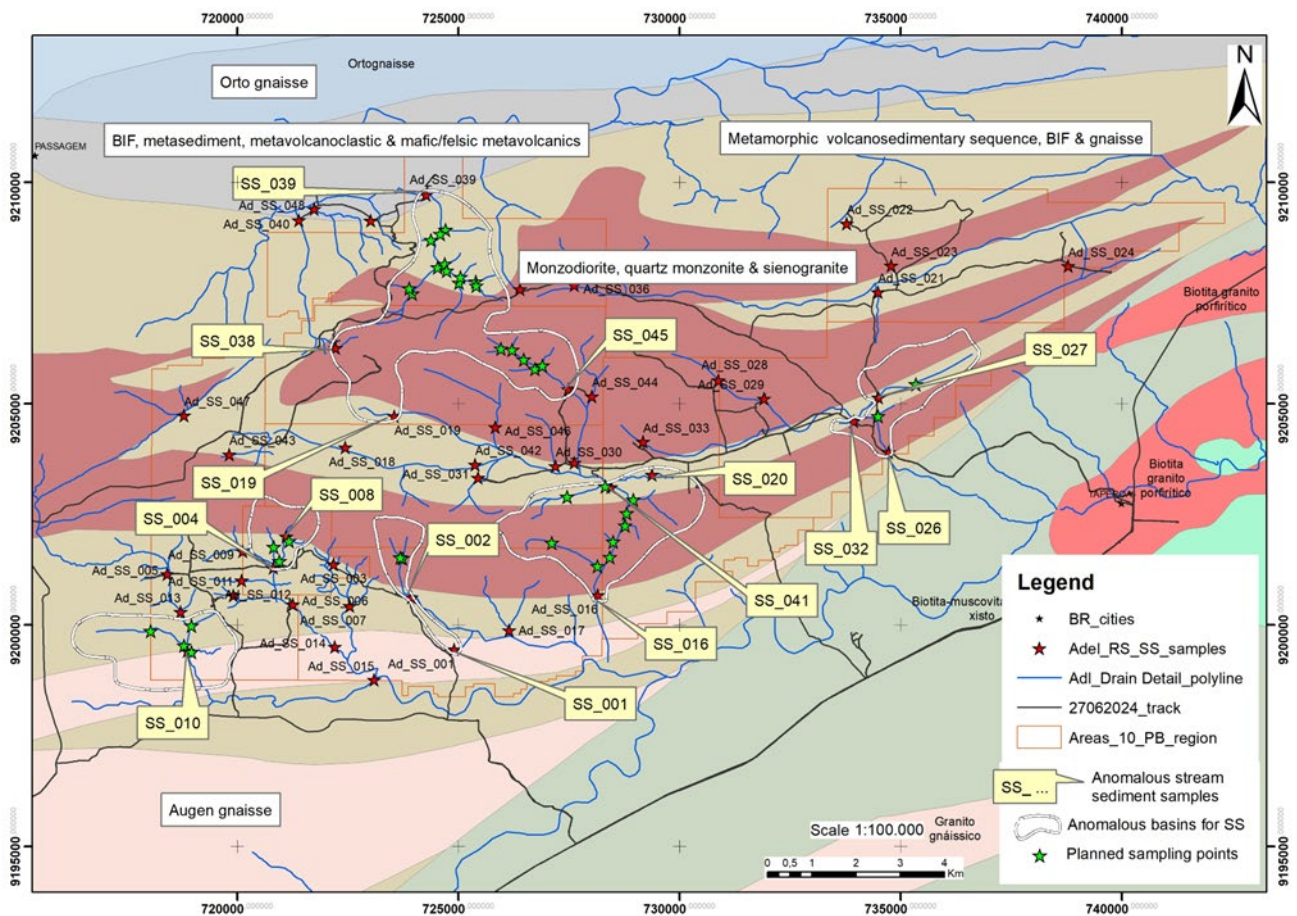 720000
725000
730000
735000
740000
N
Ortognaisse
Orto gnaisse
BIF, metasediment, metavolcanoclastic & mafic/felsic metavolcanics
Metamorphic volcanosedimentary sequence, BIF & gnaisse
PASSAGEM
9210000
9210000
SS_039
Ad_SS_039
Ad_SS_048
Ad_SS_040
Ad_SS_022
Ad_SS_023
Ad_SS_024
Ad_SS_021
Monzodiorite, quartz monzonite & sienogranite
Ad_SS_036
Biotita granito
porfirítico
SS_038
SS_045
SS_027
Ad_SS_028
Ad_SS_029
Ad_SS_044
Ad_SS_047
9205000
9205000
Ad_SS_019
Ad_SS_046
Ad_SS_033
Ad_SS_043
Ad_SS_018
Ad_SS_042
Ad_SS_030
Ad_SS_031
Biotita
granito
porfirítico
SS_019
SS_008
SS_020
SS_004
SS_002
SS_032
SS_026
Ad_SS_009
Ad_SS_005
Ad_SS_011
Ad_SS_003
Ad_SS_013
Ad_SS_012
Ad_SS_006
Ad_SS_007
Ad_SS_016
SS_041
Ad_SS_017
SS_016
Ad_SS_014
Ad_SS_015
Ad_SS_001
SS_001
SS_010
9200000
9200000
xisto
Augen gnaisse
Granito
gnáissico
Scale 1:100.000
0 0,5 1 2 3 4
Km
9195000
9195000
Legend
BR_cities
Adel_RS_SS_samples
Adl_Drain Detail_polyline
27062024_track
Areas_10_PB_region
SS_ ...
Anomalous stream
sediment samples
Anomalous basins for SS
Planned sampling points
720000
725000
730000
735000
740000